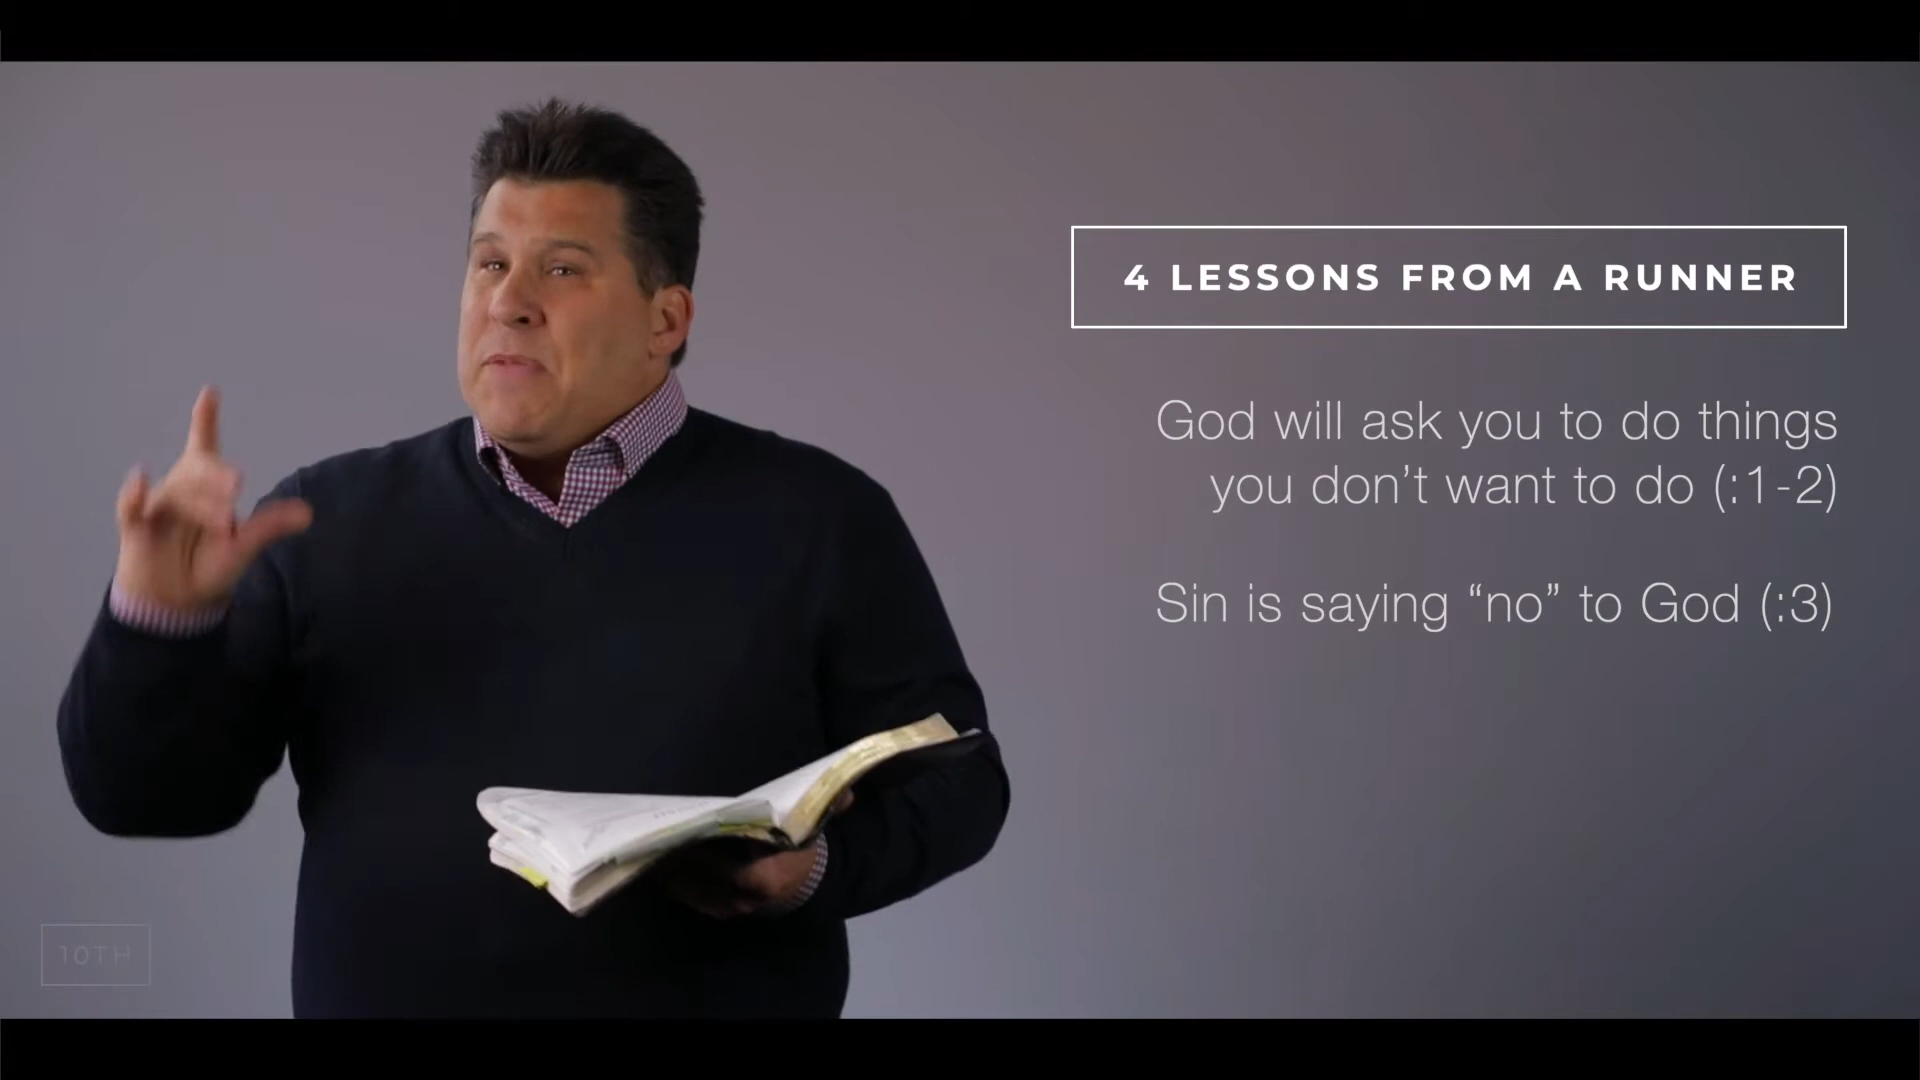 4 LESSONS FROM A RUNNER
God will ask you to do things
you don’t want to do (:1-2)
Sin is saying “no” to God (:3)
10TH